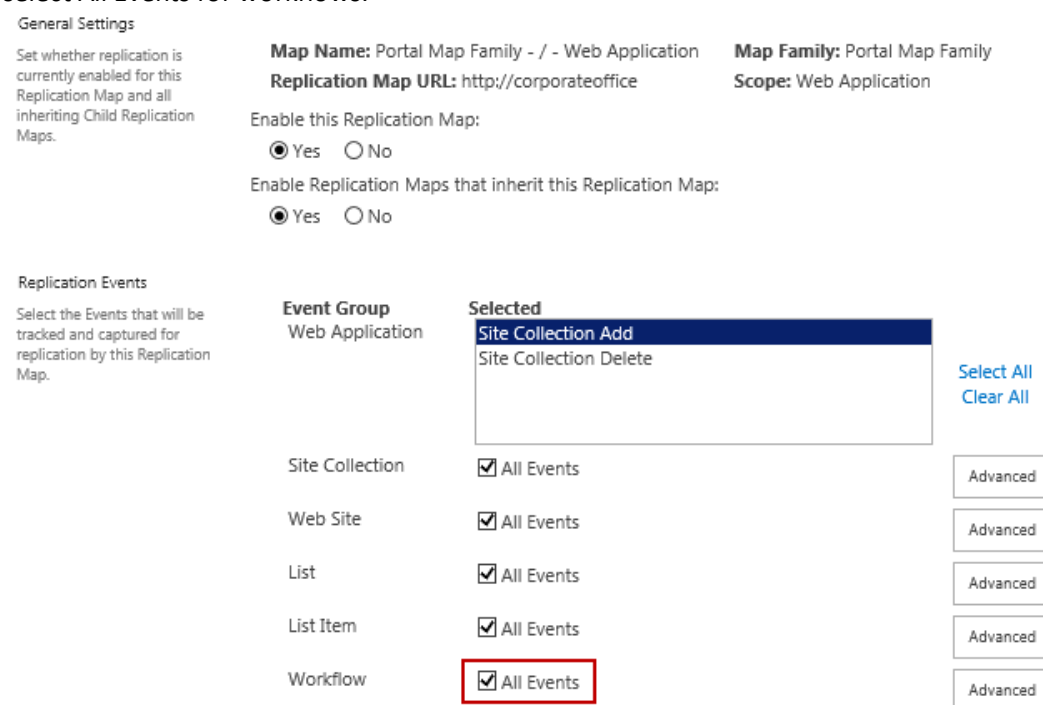 General Settings
Set whether replication is
currently enabled for this
Replication Map and all
inheriting Child Replication
Maps.
Map Name: Portal Map Family - / - Web Application
Map Family: Portal Map Family
Replication Map URL: http://corporateoffice
Scope: Web Application
Enable this Replication Map:
Yes No
Enable Replication Maps that inherit this Replication Map:
Yes No
Replication Events
Select the Events that will be
tracked and captured for
replication by this Replication
Map.
Event Group Selected
Web Application
Site Collection Add
Site Collection Delete
Select All
Clear All
Site Collection All Events Advanced
Web Site All Events Advanced
List All Events Advanced
List Item All Events Advanced
Workflow All Events Advanced